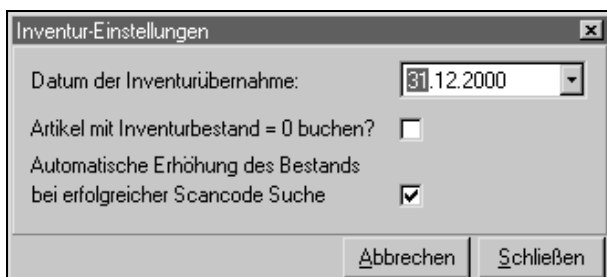 Inventur-Einstellungen
Datum der Inventurübernahme: 31.12.2000
Artikel mit Inventurbestand = 0 buchen?
Automatische Erhöhung des Bestands
bei erfolgreicher Scancode Suche
Abbrechen Schließen